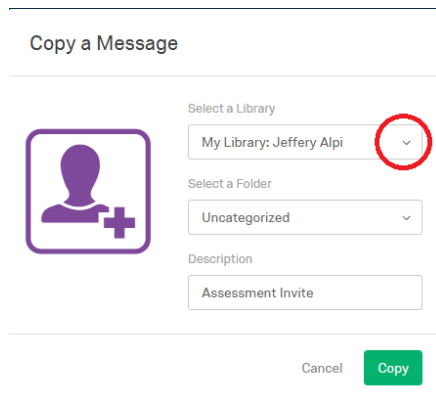 Copy a Message
Select a Library
My Library: Jeffery Alpi
Select a Folder
Uncategorized
Description
Assessment Invite
Cancel
Copy